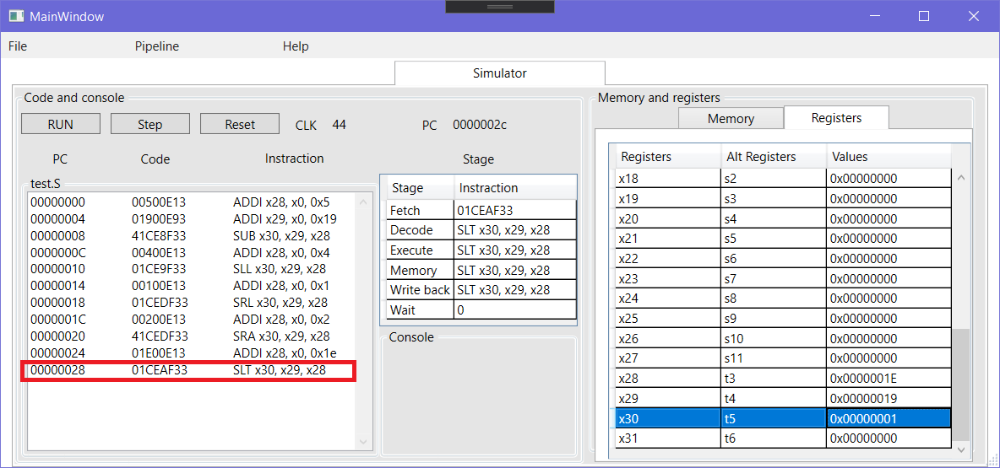 MainWindow
File Pipeline Help
Simulator
Code and console
RUN Step Reset CLK 44 PC 0000002c
PC Code Instraction Stage
test.S
00000000 00500E13 ADDI x28, x0, 0x5
00000004 01900E93 ADDI x29, x0, 0x19
00000008 41CE8F33 SUB x30, x29, x28
0000000C 00400E13 ADDI x28, x0, 0x4
00000010 01CE9F33 SLL x30, x29, x28
00000014 00100E13 ADDI x28, x0, 0x1
00000018 01CEDF33 SRL x30, x29, x28
0000001C 00200E13 ADDI x28, x0, 0x2
00000020 41CEDF33 SRA x30, x29, x28
00000024 01E00E13 ADDI x28, x0, 0x1e
00000028 01CEAF33 SLT x30, x29, x28
Stage Instraction
Fetch 01CEAF33
Decode SLT x30, x29, x28
Execute SLT x30, x29, x28
Memory SLT x30, x29, x28
Write back SLT x30, x29, x28
Wait 0
Console
Memory and registers
Memory Registers
Registers Alt Registers Values
x18 s2 0x00000000
x19 s3 0x00000000
x20 s4 0x00000000
x21 s5 0x00000000
x22 s6 0x00000000
x23 s7 0x00000000
x24 s8 0x00000000
x25 s9 0x00000000
x26 s10 0x00000000
x27 s11 0x00000000
x28 t3 0x0000001E
x29 t4 0x00000019
x30 t5 0x00000001
x31 t6 0x00000000